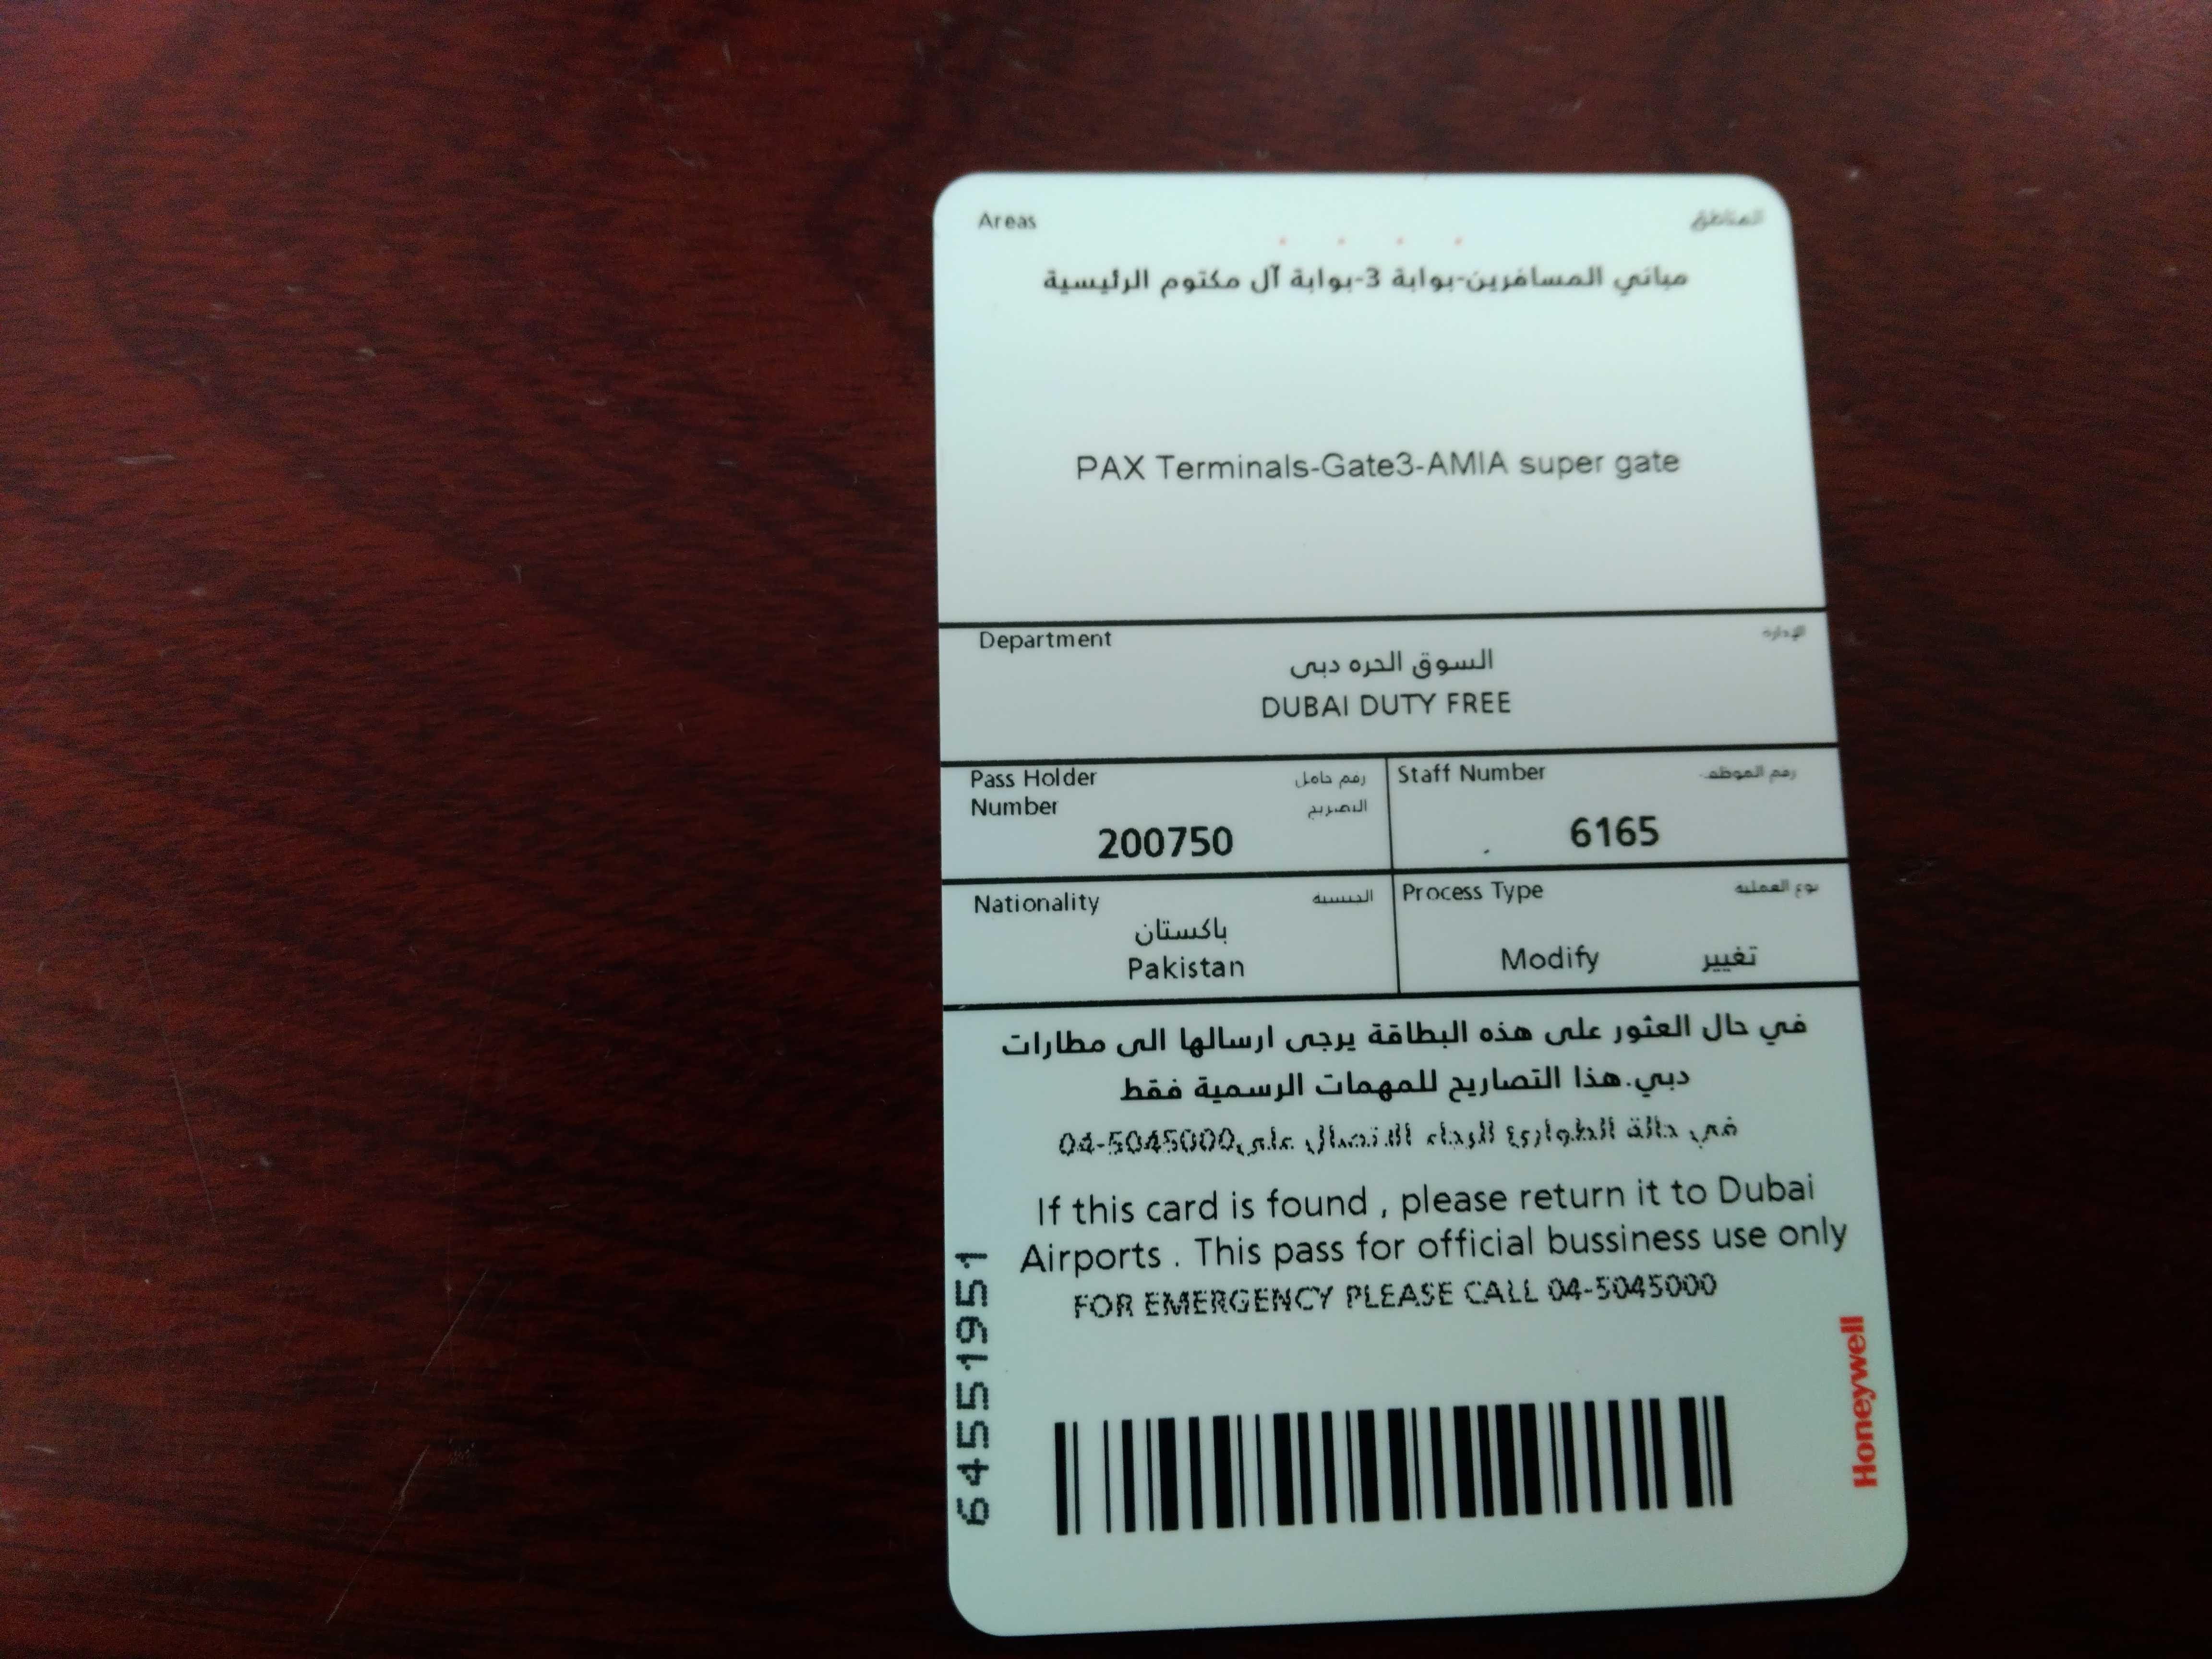 Areas المناطق
مباني المسافرين-بوابة 3-بوابة آل مكتوم الرئيسية
PAX Terminals-Gate3-AMIA super gate
Department الإدارة
السوق الحره دبى
DUBAI DUTY FREE
Pass Holder رقم حامل
Number التصريح
200750
Staff Number رقم الموظف
6165
Nationality الجنسية
باكستان
Pakistan
Process Type نوع العملية
Modify تغيير
في حال العثور على هذه البطاقة يرجى ارسالها الى مطارات
دبي.هذا التصاريح للمهمات الرسمية فقط
في حالة الطوارئ الرجاء الاتصال على04-5045000
If this card is found , please return it to Dubai
Airports . This pass for official bussiness use only
FOR EMERGENCY PLEASE CALL 04-5045000
64551951
Honeywell